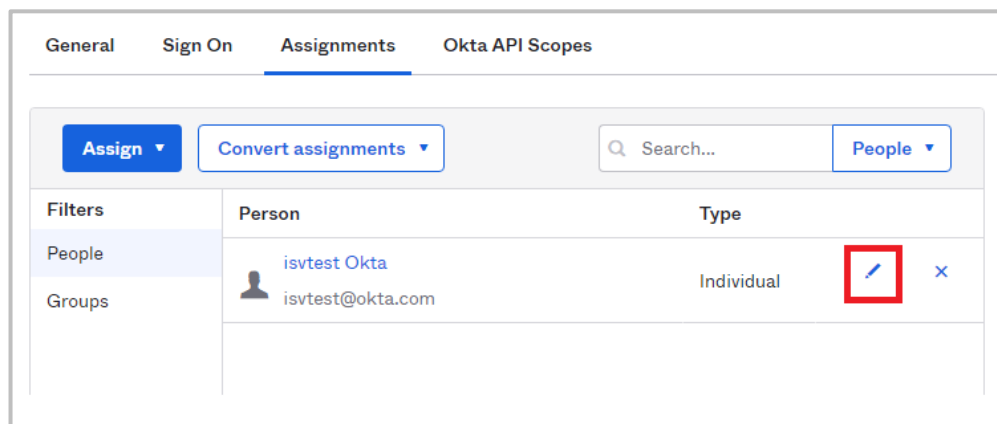 General Sign On Assignments Okta API Scopes
Assign Convert assignments Search... People
Filters Person Type
People
isvtest Okta
isvtest@okta.com
Individual
Groups